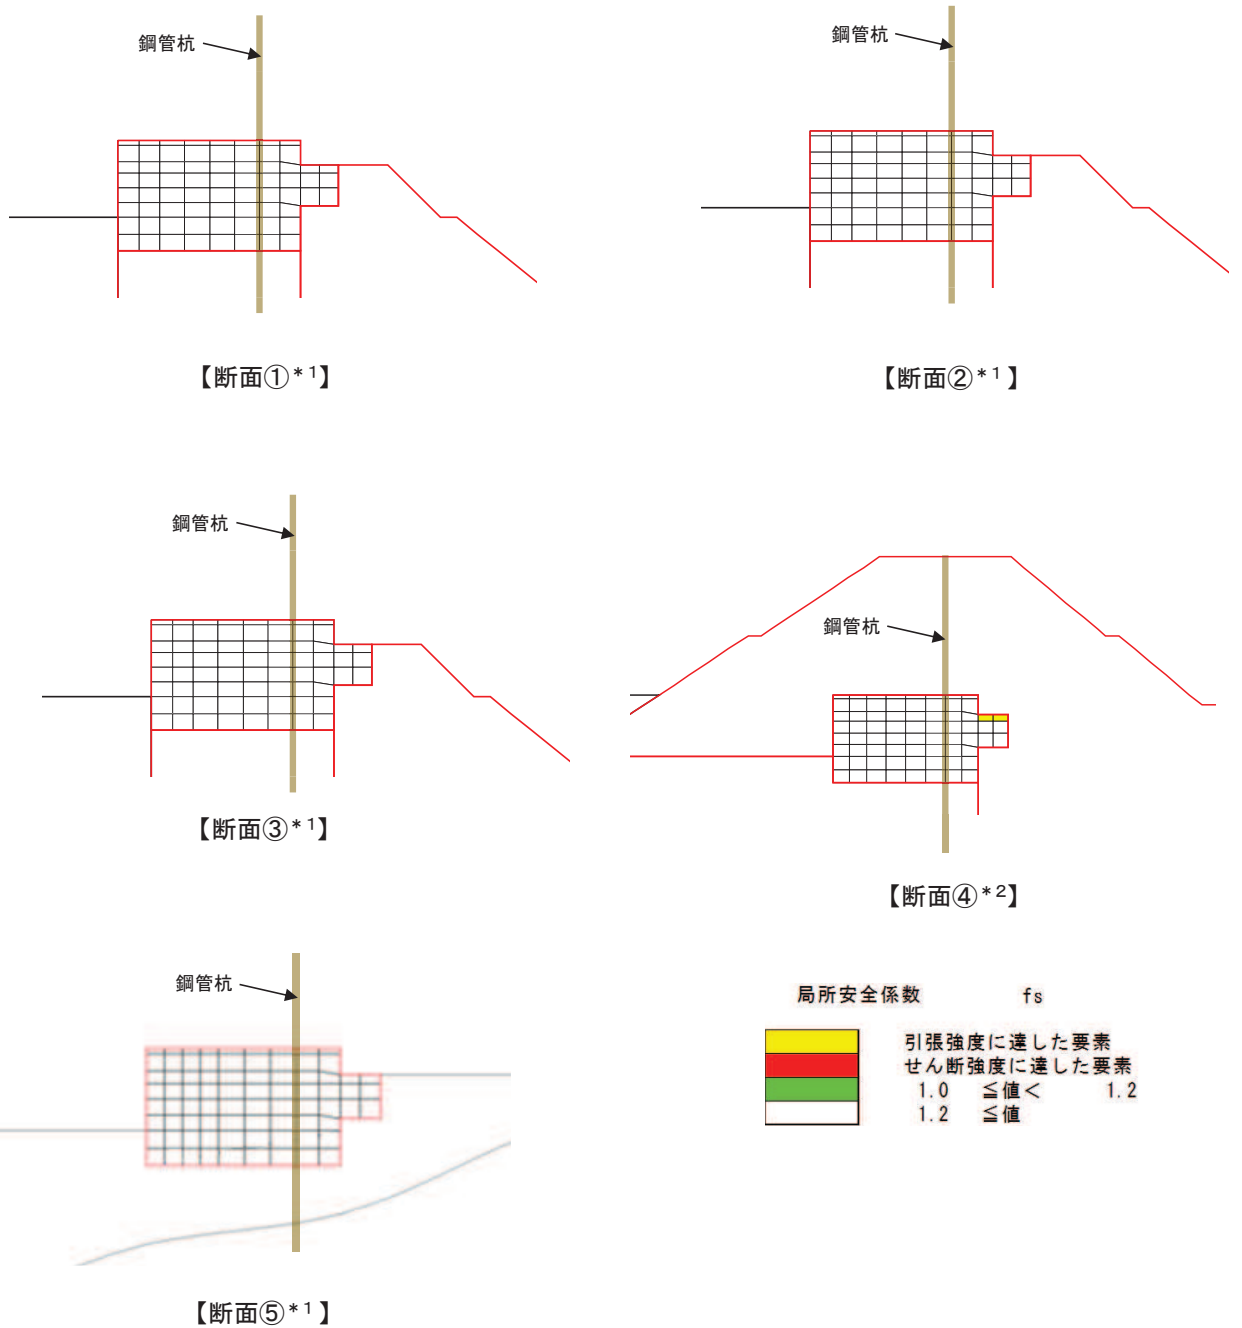 鋼管杭
鋼管杭
【断面①*1】
【断面②*1】
鋼管杭
鋼管杭
【断面③*1】
【断面④*2】
鋼管杭
【断面⑤*1】
局所安全係数 fs
引張強度に達した要素
せん断強度に達した要素
1.0 ≦値< 1.2
1.2 ≦値